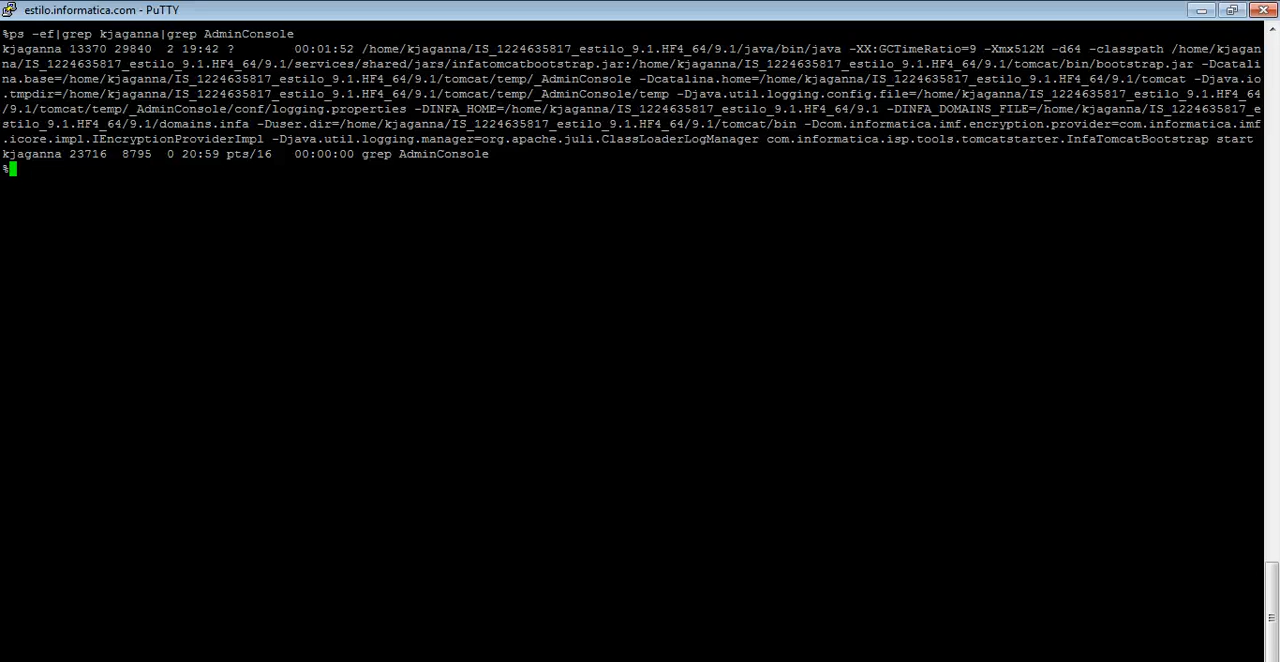 estilo.informatica.com - PuTTY
%ps -ef|grep kjaganna|grep AdminConsole
kjaganna 13370 29840  2 19:42 ?        00:01:52 /home/kjaganna/IS_1224635817_estilo_9.1.HF4_64/9.1/java/bin/java -XX:GCTimeRatio=9 -Xmx512M -d64 -classpath /home/kjagan
na/IS_1224635817_estilo_9.1.HF4_64/9.1/services/shared/jars/infatomcatbootstrap.jar:/home/kjaganna/IS_1224635817_estilo_9.1.HF4_64/9.1/tomcat/bin/bootstrap.jar -Dcatali
na.base=/home/kjaganna/IS_1224635817_estilo_9.1.HF4_64/9.1/tomcat/temp/_AdminConsole -Dcatalina.home=/home/kjaganna/IS_1224635817_estilo_9.1.HF4_64/9.1/tomcat -Djava.io
.tmpdir=/home/kjaganna/IS_1224635817_estilo_9.1.HF4_64/9.1/tomcat/temp/_AdminConsole/temp -Djava.util.logging.config.file=/home/kjaganna/IS_1224635817_estilo_9.1.HF4_64
/9.1/tomcat/temp/_AdminConsole/conf/logging.properties -DINFA_HOME=/home/kjaganna/IS_1224635817_estilo_9.1.HF4_64/9.1 -DINFA_DOMAINS_FILE=/home/kjaganna/IS_1224635817_e
stilo_9.1.HF4_64/9.1/domains.infa -Duser.dir=/home/kjaganna/IS_1224635817_estilo_9.1.HF4_64/9.1/tomcat/bin -Dcom.informatica.imf.encryption.provider=com.informatica.imf
.icore.impl.IEncryptionProviderImpl -Djava.util.logging.manager=org.apache.juli.ClassLoaderLogManager com.informatica.isp.tools.tomcatstarter.InfaTomcatBootstrap start
kjaganna 23716  8795  0 20:59 pts/16   00:00:00 grep AdminConsole
%